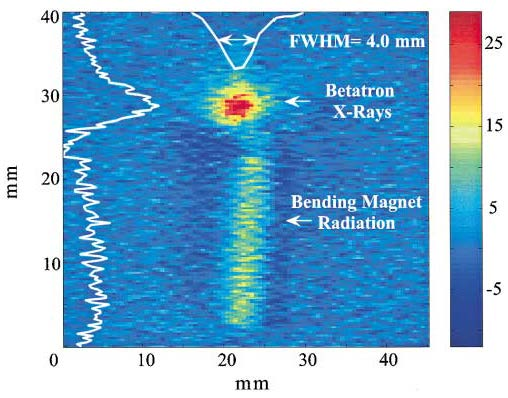 40
FWHM= 4.0 mm
25
Betatron
X-Rays
30
15
20
Bending Magnet
Radiation
5
10
-5
0
10
20
30
40
mm
mm